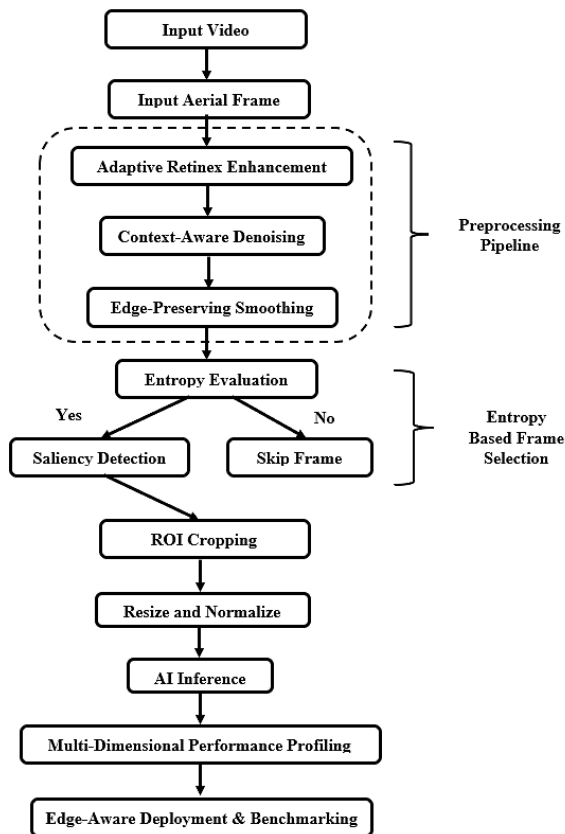 Input Video
Input Aerial Frame
Adaptive Retinex Enhancement
Context-Aware Denoising
Edge-Preserving Smoothing
Preprocessing
Pipeline
Entropy Evaluation
Yes
No
Saliency Detection
Skip Frame
Entropy
Based Frame
Selection
ROI Cropping
Resize and Normalize
AI Inference
Multi-Dimensional Performance Profiling
Edge-Aware Deployment & Benchmarking